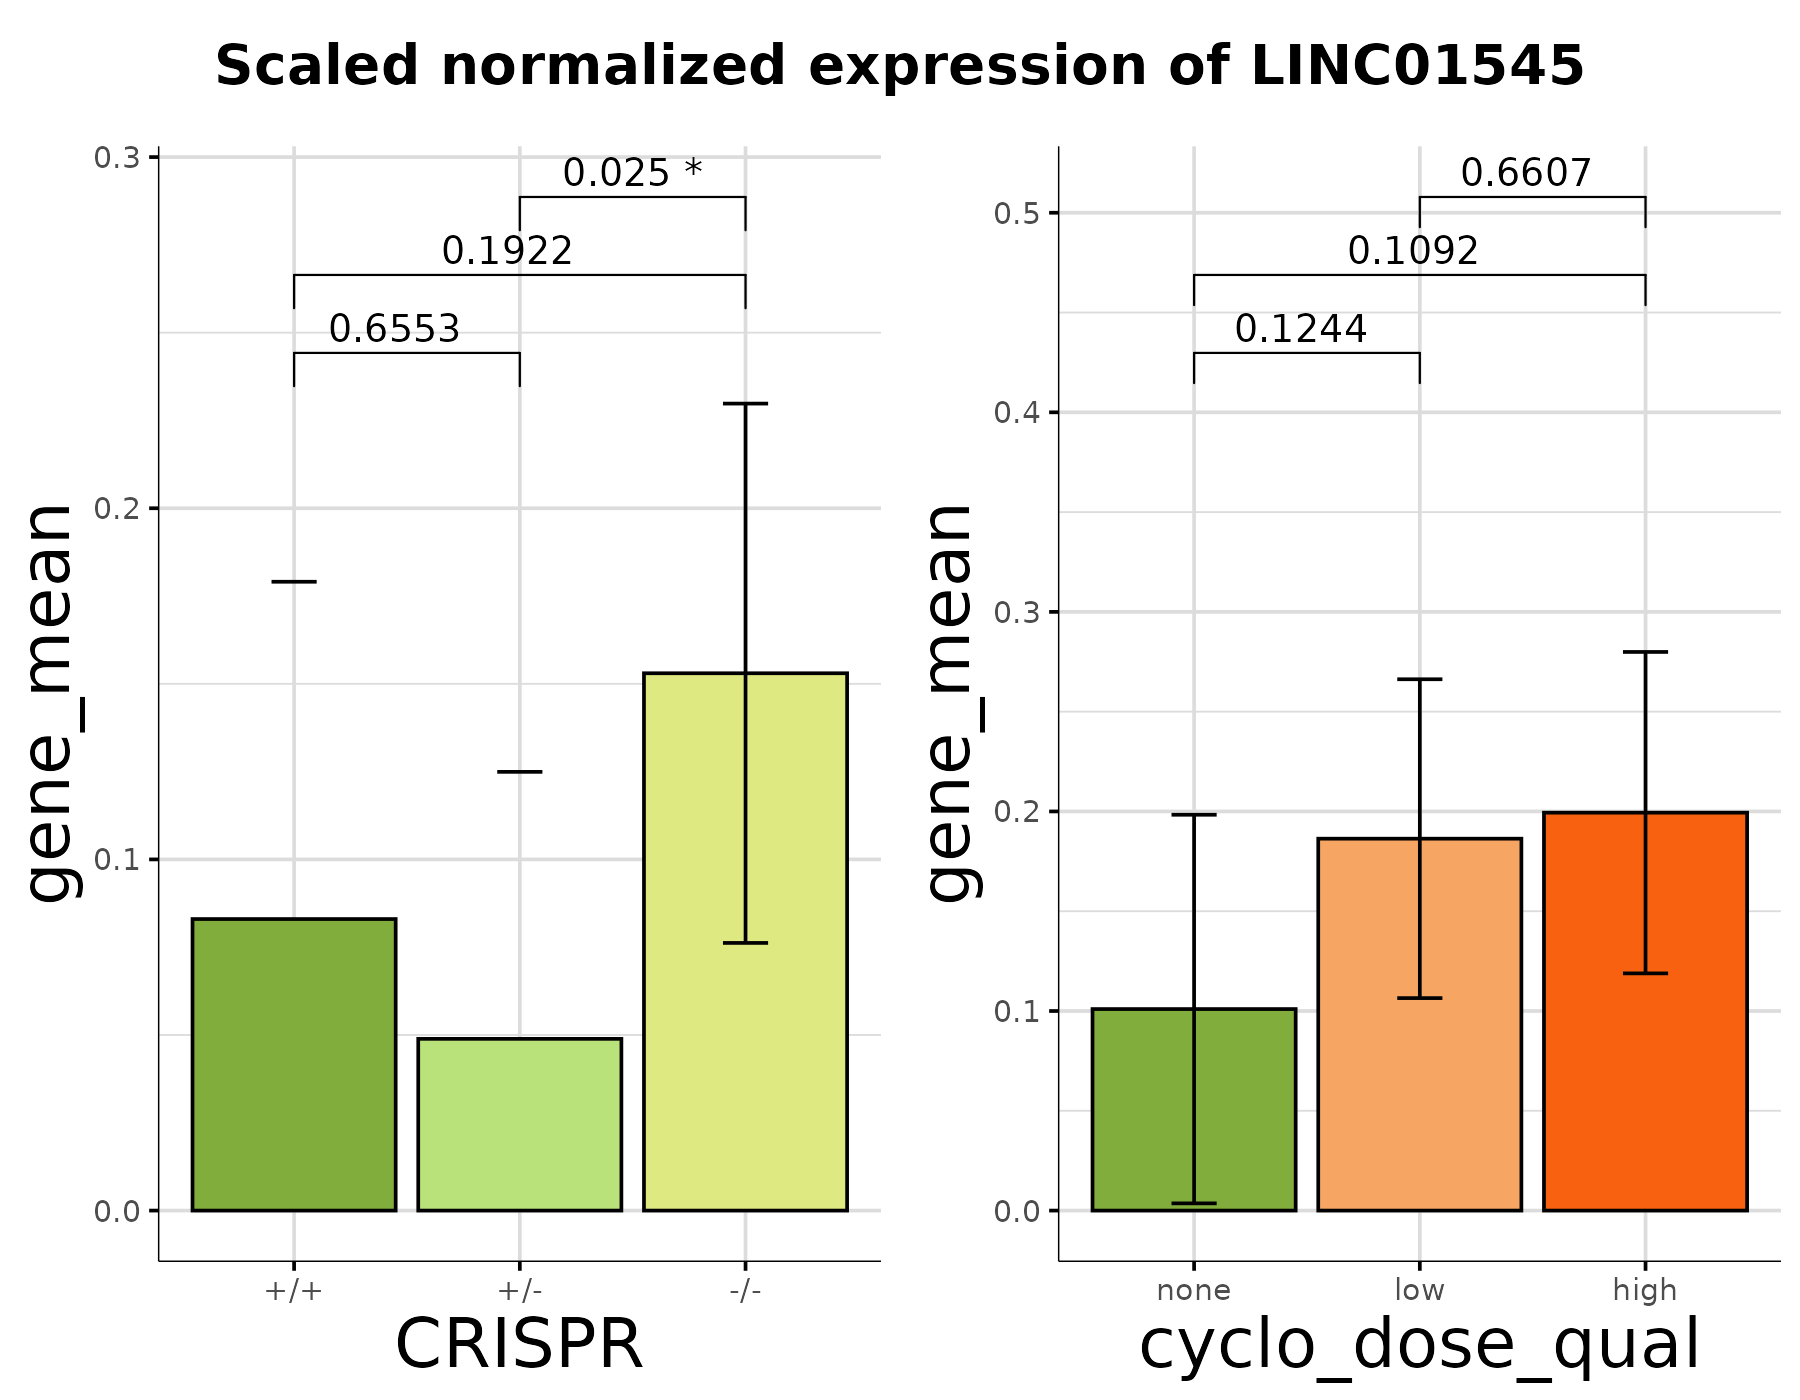 Scaled normalized expression of LINC01545
gene_mean
0.3
0.2
0.1
0.0
0.025 *
0.1922
0.6553
+/+ +/- -/-
CRISPR
gene_mean
0.5
0.4
0.3
0.2
0.1
0.0
0.6607
0.1092
0.1244
none low high
cyclo_dose_qual